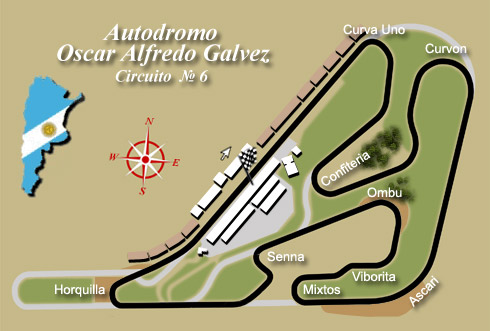 Autodromo
Oscar Alfredo Galvez
Circuito № 6
Curva Uno
Curvon
N
W
E
S
Confiteria
Ombu
Senna
Horquilla
Mixtos
Viborita
Ascari